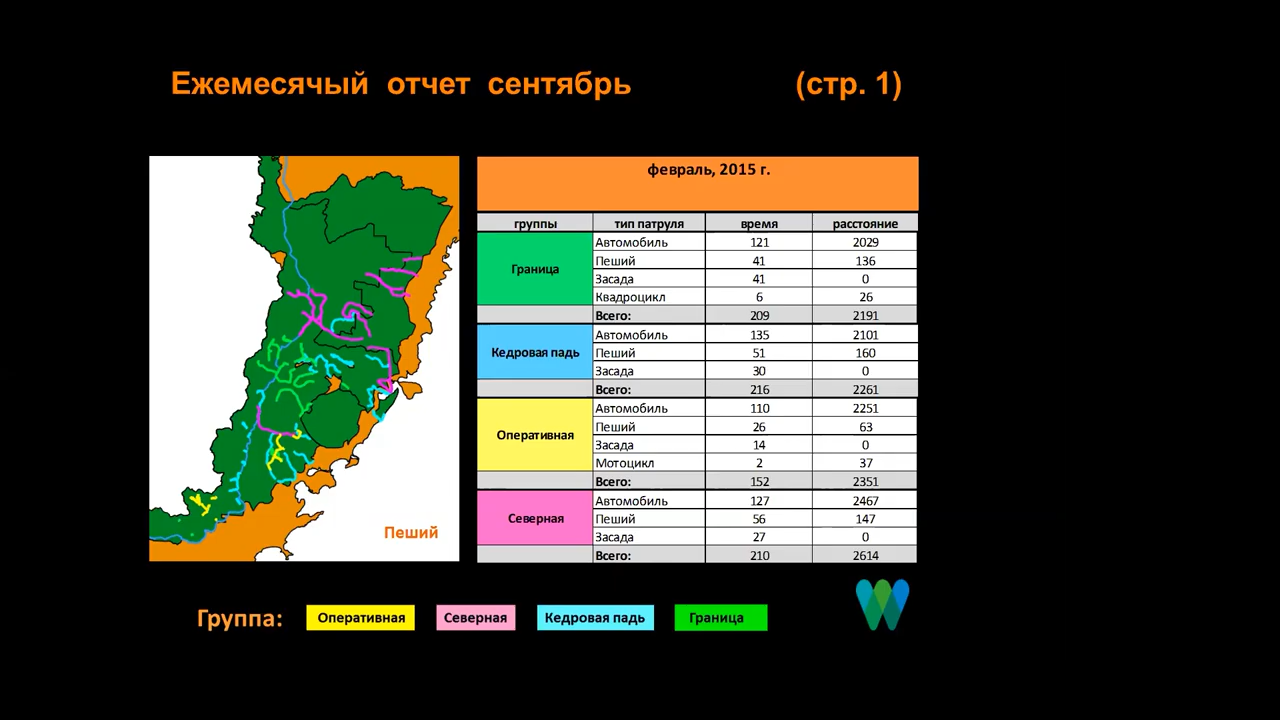 Ежемесячый отчет сентябрь (стр. 1)
февраль, 2015 г.
группы тип патруля время расстояние
Граница
Автомобиль 121 2029
Пеший 41 136
Засада 41 0
Квадроцикл 6 26
Всего: 209 2191
Кедровая падь
Автомобиль 135 2101
Пеший 51 160
Засада 30 0
Всего: 216 2261
Оперативная
Автомобиль 110 2251
Пеший 26 63
Засада 14 0
Мотоцикл 2 37
Всего: 152 2351
Северная
Автомобиль 127 2467
Пеший 56 147
Засада 27 0
Всего: 210 2614
Пеший
Группа: Оперативная Северная Кедровая падь Граница